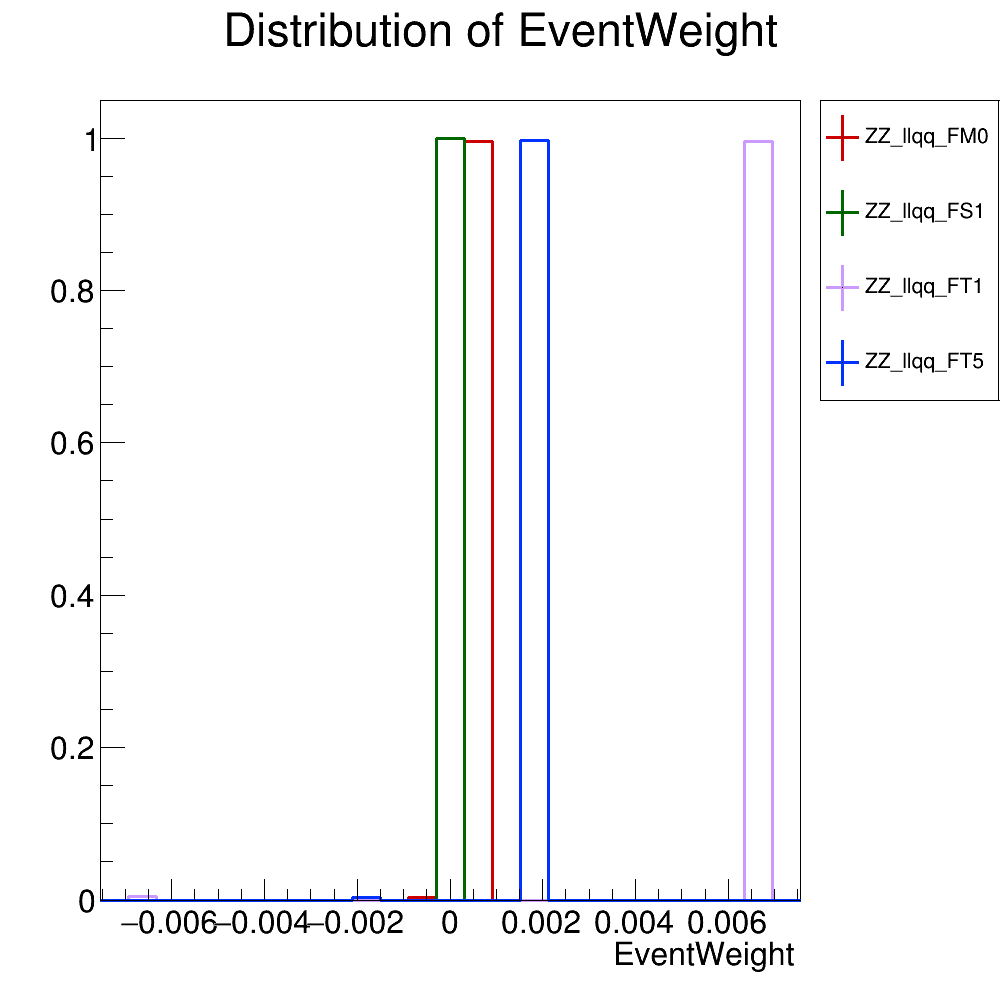 Distribution of EventWeight
1
0.8
0.6
0.4
0.2
0
−0.006 −0.004 −0.002 0 0.002 0.004 0.006
EventWeight
ZZ_llqq_FM0
ZZ_llqq_FS1
ZZ_llqq_FT1
ZZ_llqq_FT5